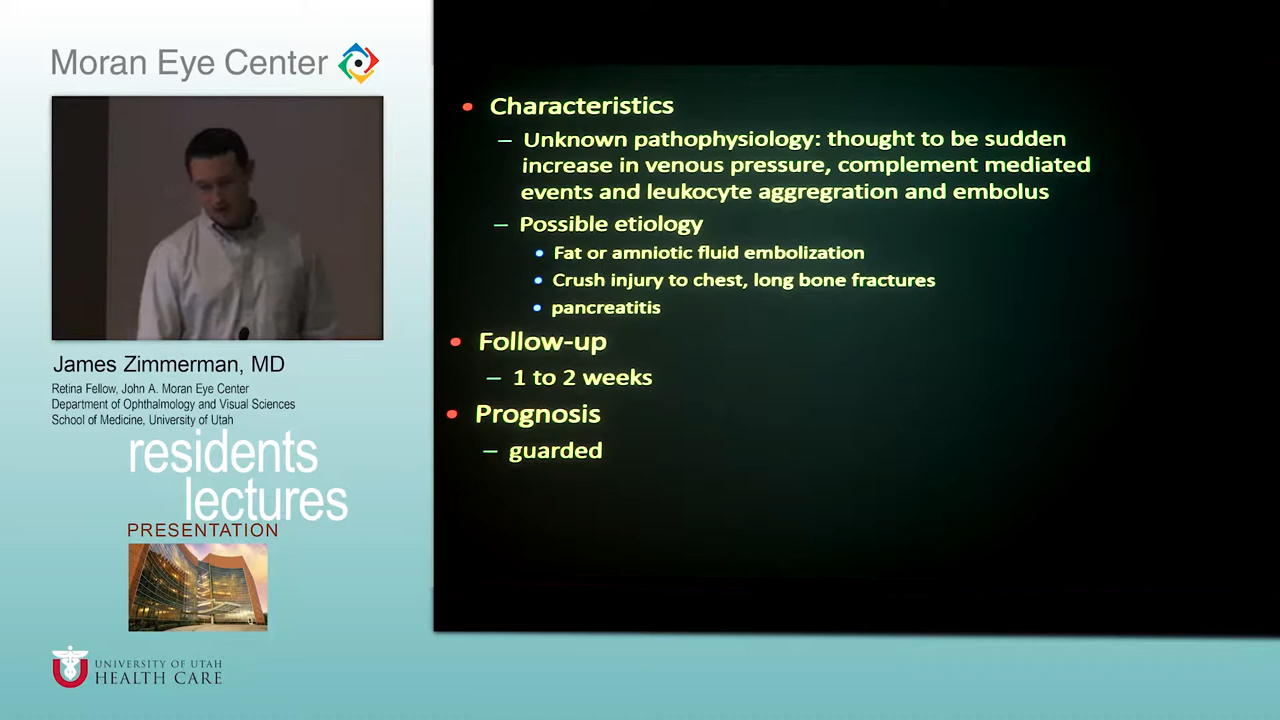 Moran Eye Center
James Zimmerman, MD
Retina Fellow, John A. Moran Eye Center
Department of Ophthalmology and Visual Sciences
School of Medicine, University of Utah
residents
lectures
PRESENTATION
UNIVERSITY OF UTAH
HEALTH CARE
• Characteristics
– Unknown pathophysiology: thought to be sudden
increase in venous pressure, complement mediated
events and leukocyte aggregration and embolus
– Possible etiology
• Fat or amniotic fluid embolization
• Crush injury to chest, long bone fractures
• pancreatitis
• Follow-up
– 1 to 2 weeks
• Prognosis
– guarded